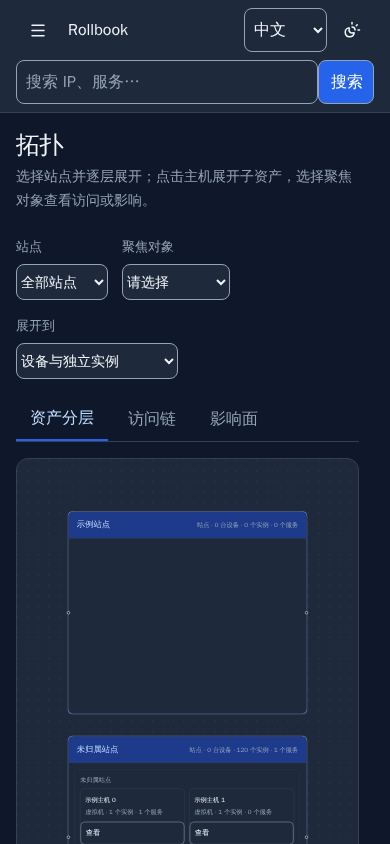 Rollbook
中文
搜索 IP、服务…
搜索
拓扑
选择站点并逐层展开；点击主机展开子资产，选择聚焦
对象查看访问或影响。
站点
聚焦对象
全部站点
请选择
展开到
设备与独立实例
资产分层
访问链
影响面
示例站点
站点 · 0 台设备 · 0 个实例 · 0 个服务
未归属站点
站点 · 0 台设备 · 120 个实例 · 1 个服务
未归属站点
示例主机 0
示例主机 1
虚拟机 · 1 个实例 · 1 个服务
虚拟机 · 1 个实例 · 0 个服务
查看
查看